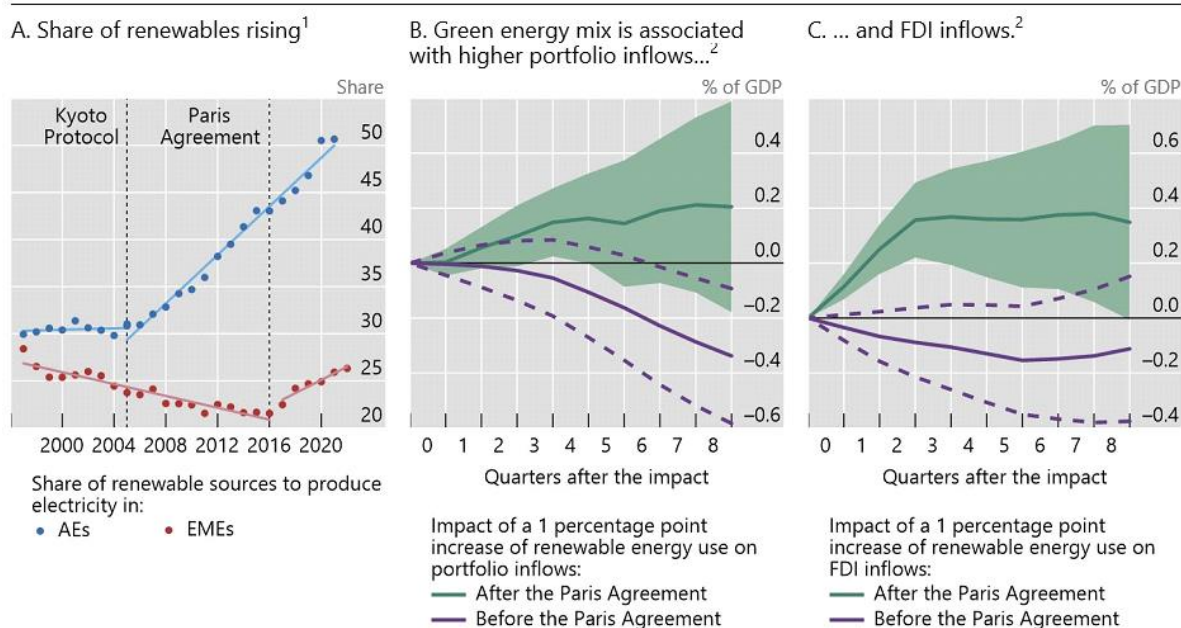 A. Share of renewables rising¹
Share
Kyoto
Protocol
Paris
Agreement
50
45
40
35
30
25
20
2000 2004 2008 2012 2016 2020
Share of renewable sources to produce
electricity in:
AEs EMEs
B. Green energy mix is associated
with higher portfolio inflows...²
% of GDP
0.4
0.2
0.0
–0.2
–0.4
–0.6
0 1 2 3 4 5 6 7 8
Quarters after the impact
Impact of a 1 percentage point
increase of renewable energy use on
portfolio inflows:
After the Paris Agreement
Before the Paris Agreement
C. ... and FDI inflows.²
% of GDP
0.6
0.4
0.2
0.0
–0.2
–0.4
0 1 2 3 4 5 6 7 8
Quarters after the impact
Impact of a 1 percentage point
increase of renewable energy use on
FDI inflows:
After the Paris Agreement
Before the Paris Agreement